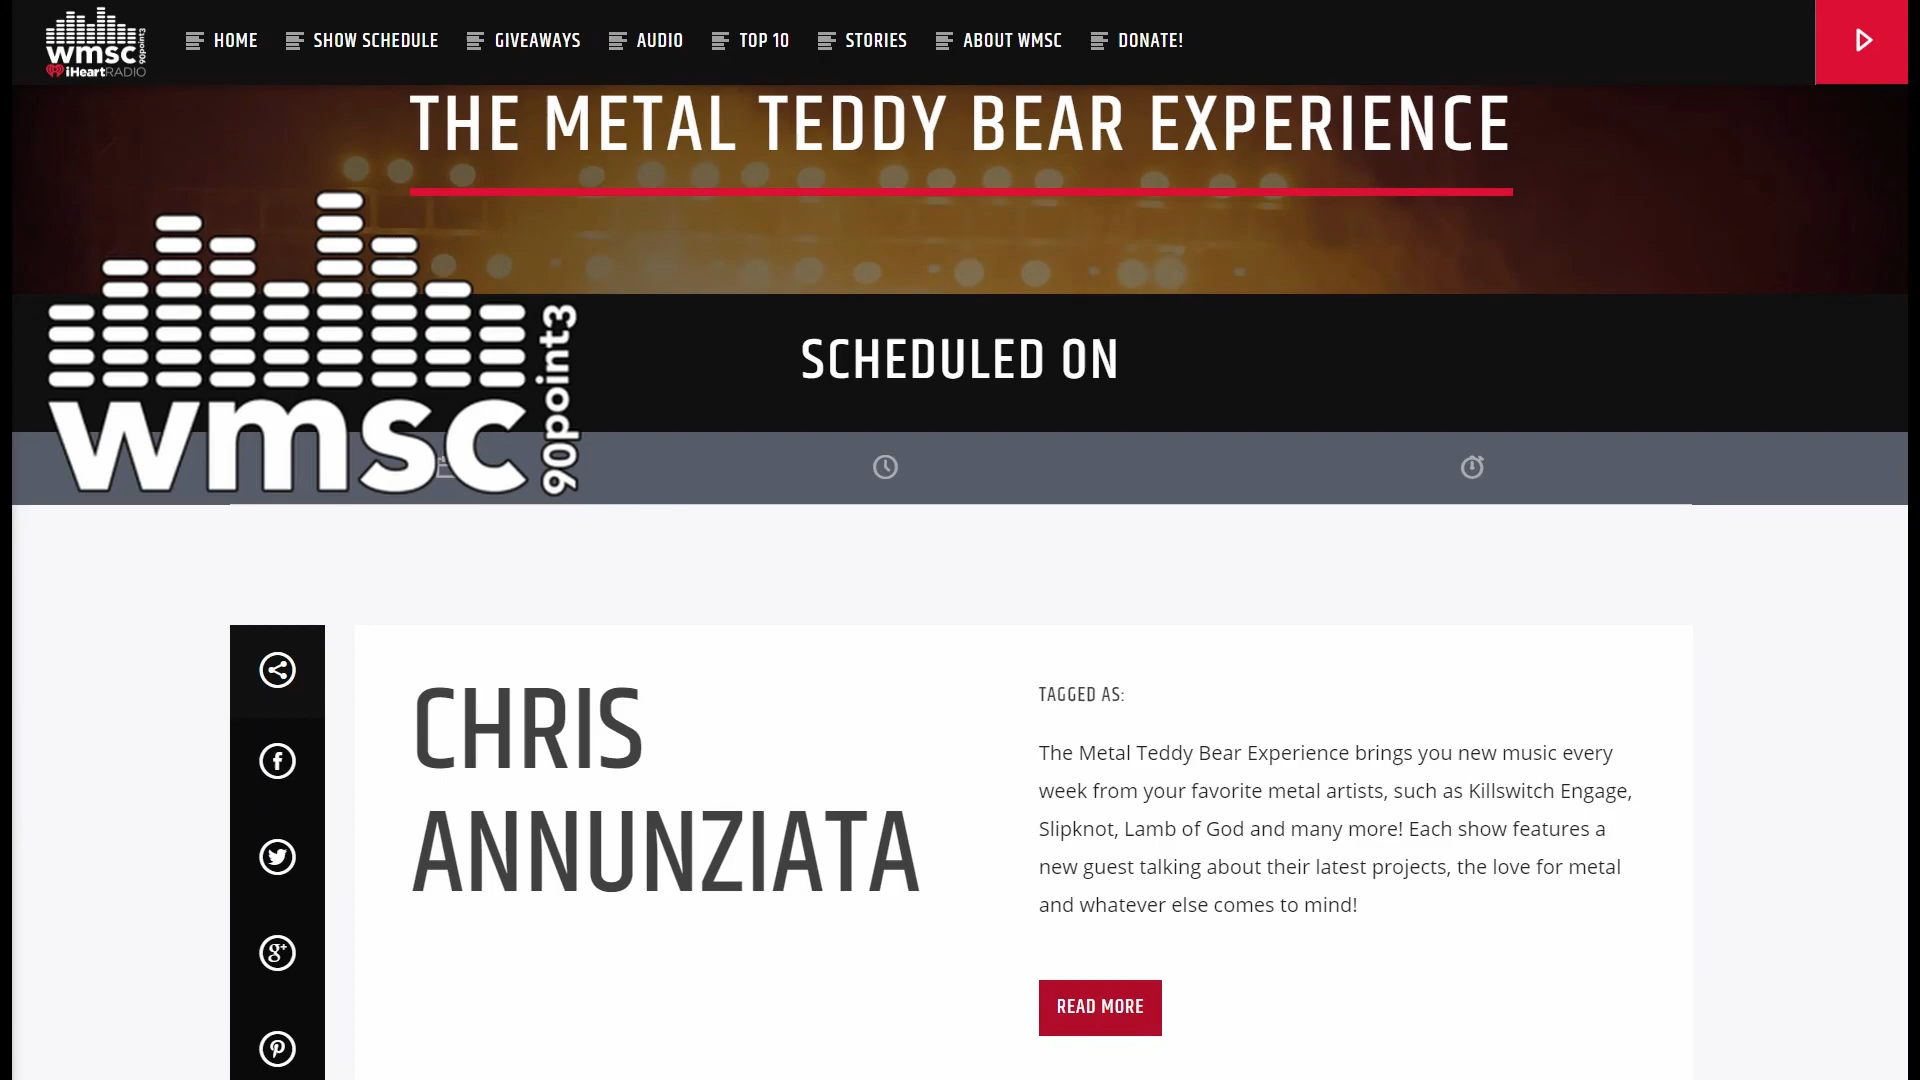 wmsc 90point3
iHeartRADIO
HOME
SHOW SCHEDULE
GIVEAWAYS
AUDIO
TOP 10
STORIES
ABOUT WMSC
DONATE!
THE METAL TEDDY BEAR EXPERIENCE
wmsc 90point3
SCHEDULED ON
CHRIS
ANNUNZIATA
TAGGED AS:
The Metal Teddy Bear Experience brings you new music every
week from your favorite metal artists, such as Killswitch Engage,
Slipknot, Lamb of God and many more! Each show features a
new guest talking about their latest projects, the love for metal
and whatever else comes to mind!
READ MORE